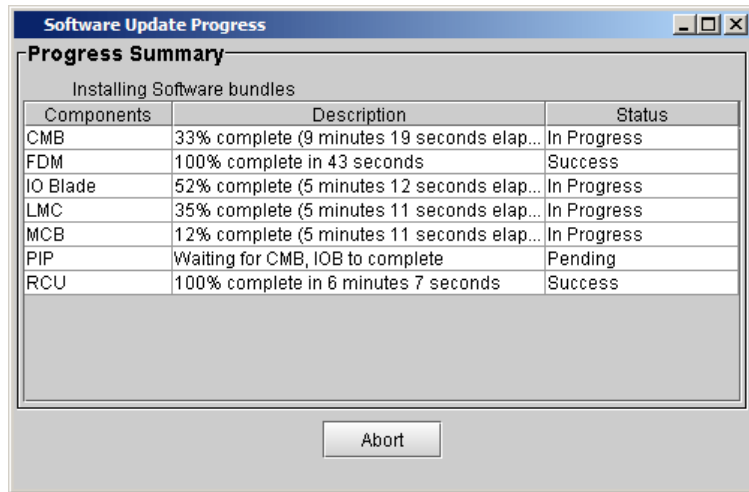 Software Update Progress
Progress Summary
Installing Software bundles
Components Description Status
CMB 33% complete (9 minutes 19 seconds elap... In Progress
FDM 100% complete in 43 seconds Success
IO Blade 52% complete (5 minutes 12 seconds elap... In Progress
LMC 35% complete (5 minutes 11 seconds elap... In Progress
MCB 12% complete (5 minutes 11 seconds elap... In Progress
PIP Waiting for CMB, IOB to complete Pending
RCU 100% complete in 6 minutes 7 seconds Success
Abort